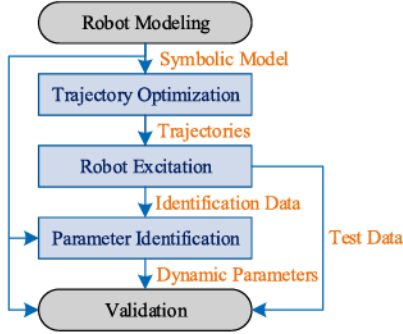 Robot Modeling
Symbolic Model
Trajectory Optimization
Trajectories
Robot Excitation
Identification Data
Parameter Identification
Test Data
Dynamic Parameters
Validation